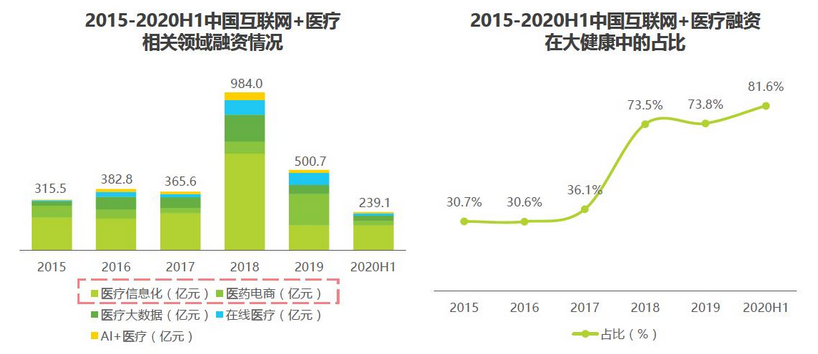 2015-2020H1中国互联网+医疗
相关领域融资情况
984.0
500.7
382.8
365.6
315.5
239.1
2015 2016 2017 2018 2019 2020H1
医疗信息化（亿元） 医药电商（亿元）
医疗大数据（亿元） 在线医疗（亿元）
AI+医疗（亿元）
2015-2020H1中国互联网+医疗融资
在大健康中的占比
81.6%
73.5% 73.8%
36.1%
30.7% 30.6%
2015 2016 2017 2018 2019 2020H1
占比（%）